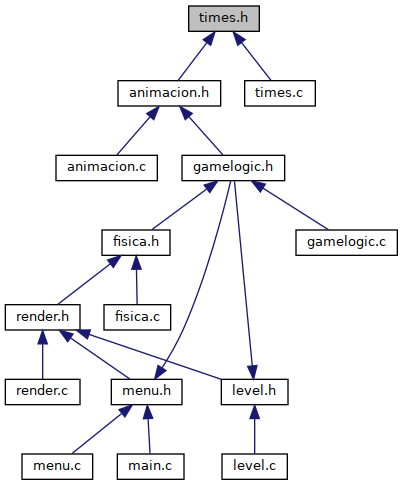 times.h
animacion.h
times.c
animacion.c
gamelogic.h
fisica.h
gamelogic.c
render.h
fisica.c
render.c
menu.h
level.h
menu.c
main.c
level.c